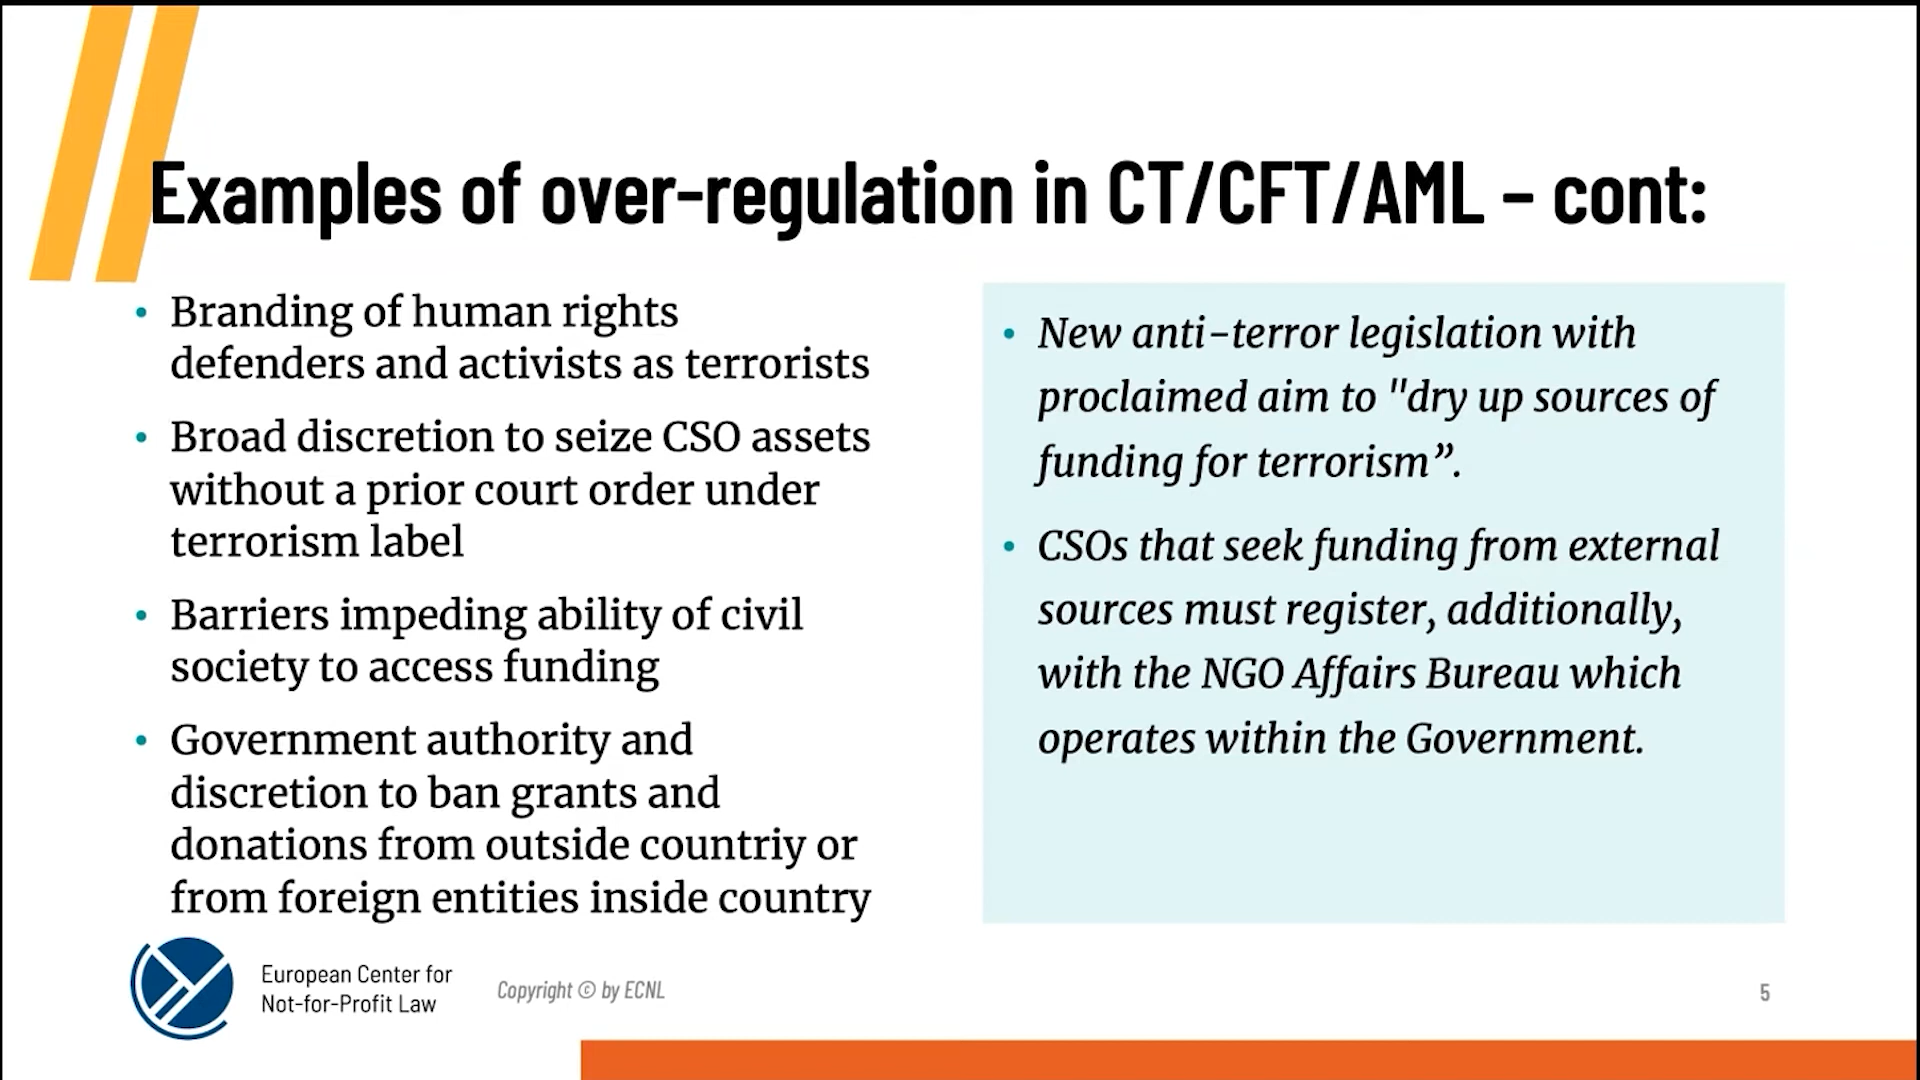 Examples of over-regulation in CT/CFT/AML – cont:
• Branding of human rights
defenders and activists as terrorists
• Broad discretion to seize CSO assets
without a prior court order under
terrorism label
• Barriers impeding ability of civil
society to access funding
• Government authority and
discretion to ban grants and
donations from outside countriy or
from foreign entities inside country
• New anti-terror legislation with
proclaimed aim to "dry up sources of
funding for terrorism”.
• CSOs that seek funding from external
sources must register, additionally,
with the NGO Affairs Bureau which
operates within the Government.
European Center for
Not-for-Profit Law
Copyright © by ECNL
5